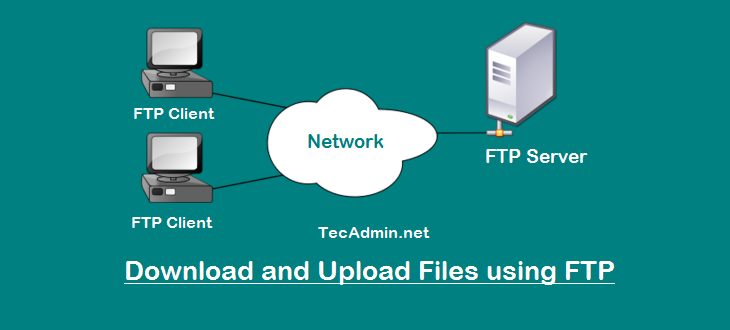 FTP Client
Network
FTP Server
FTP Client
TecAdmin.net
Download and Upload Files using FTP